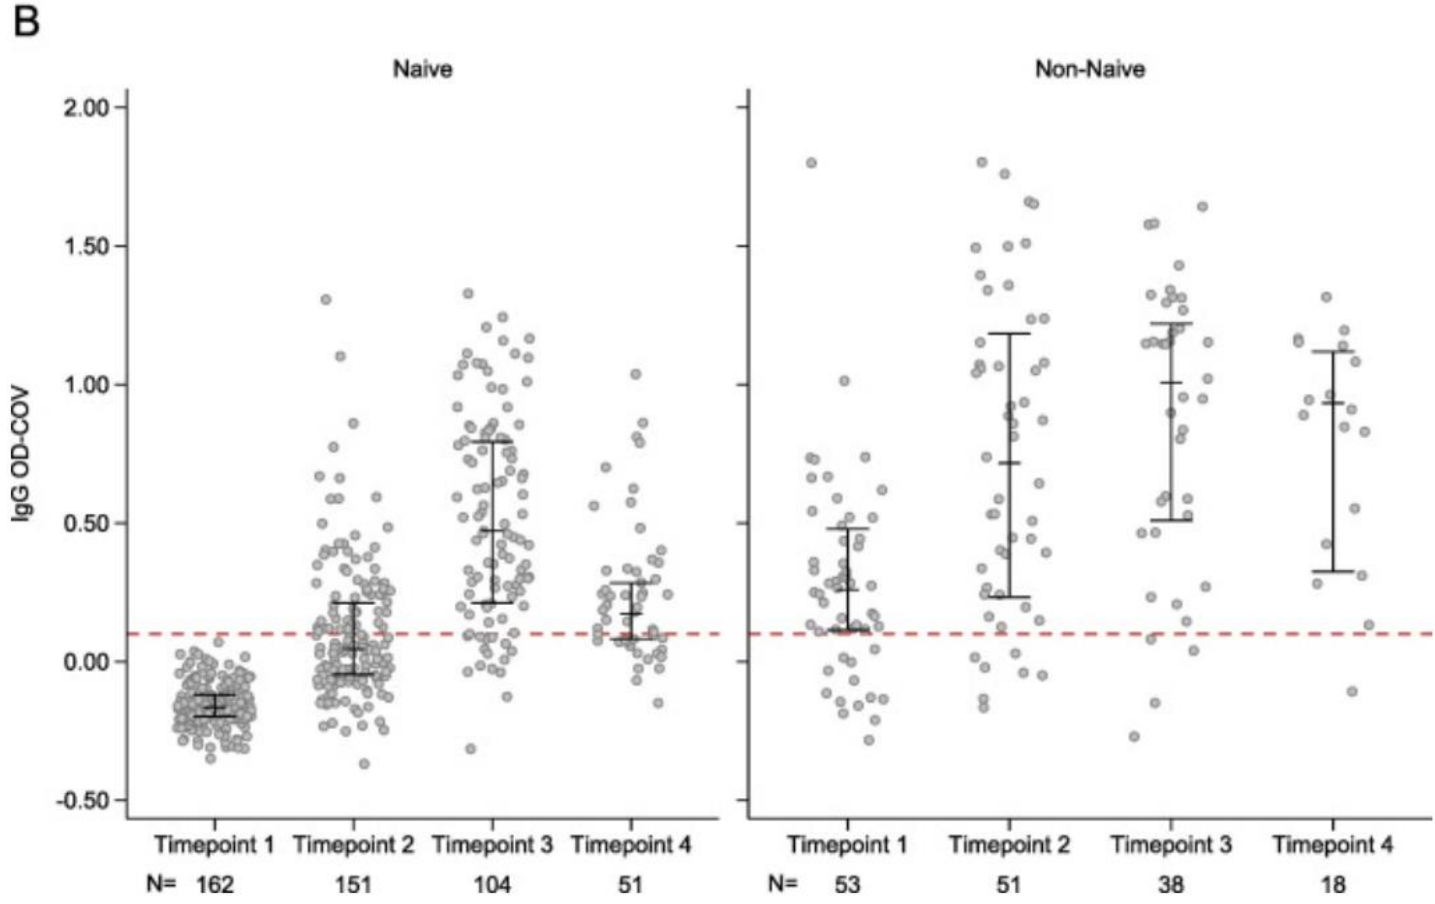 B
Naive
Non-Naive
IgG OD-COV
2.00
1.50
1.00
0.50
0.00
-0.50
Timepoint 1 Timepoint 2 Timepoint 3 Timepoint 4
Timepoint 1 Timepoint 2 Timepoint 3 Timepoint 4
N= 162 151 104 51
N= 53 51 38 18